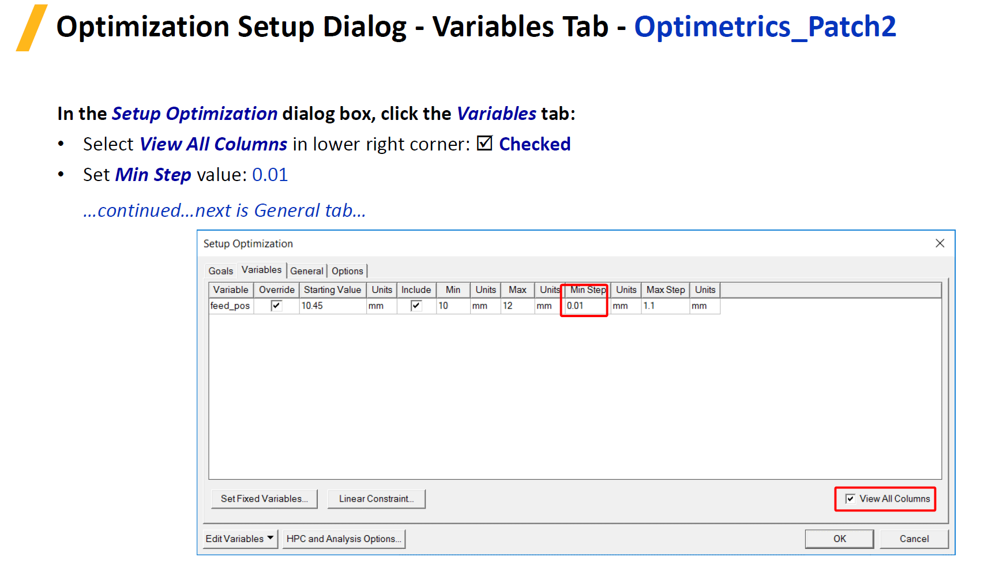 Optimization Setup Dialog - Variables Tab - Optimetrics_Patch2
In the Setup Optimization dialog box, click the Variables tab:
• Select View All Columns in lower right corner: ☑ Checked
• Set Min Step value: 0.01
...continued...next is General tab...
Setup Optimization
Goals Variables General Options
Variable Override Starting Value Units Include Min Units Max Units Min Step Units Max Step Units
feed_pos 10.45 mm 10 mm 12 mm 0.01 mm 1.1 mm
Set Fixed Variables... Linear Constraint... View All Columns
Edit Variables HPC and Analysis Options... OK Cancel